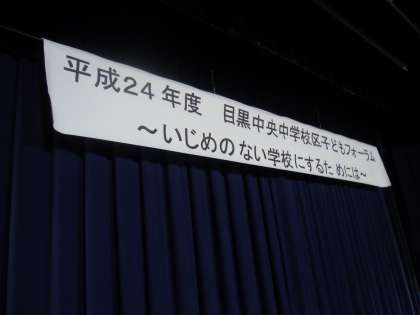 平成24年度　目黒中央中学校区子どもフォーラム
～いじめのない学校にするためには～